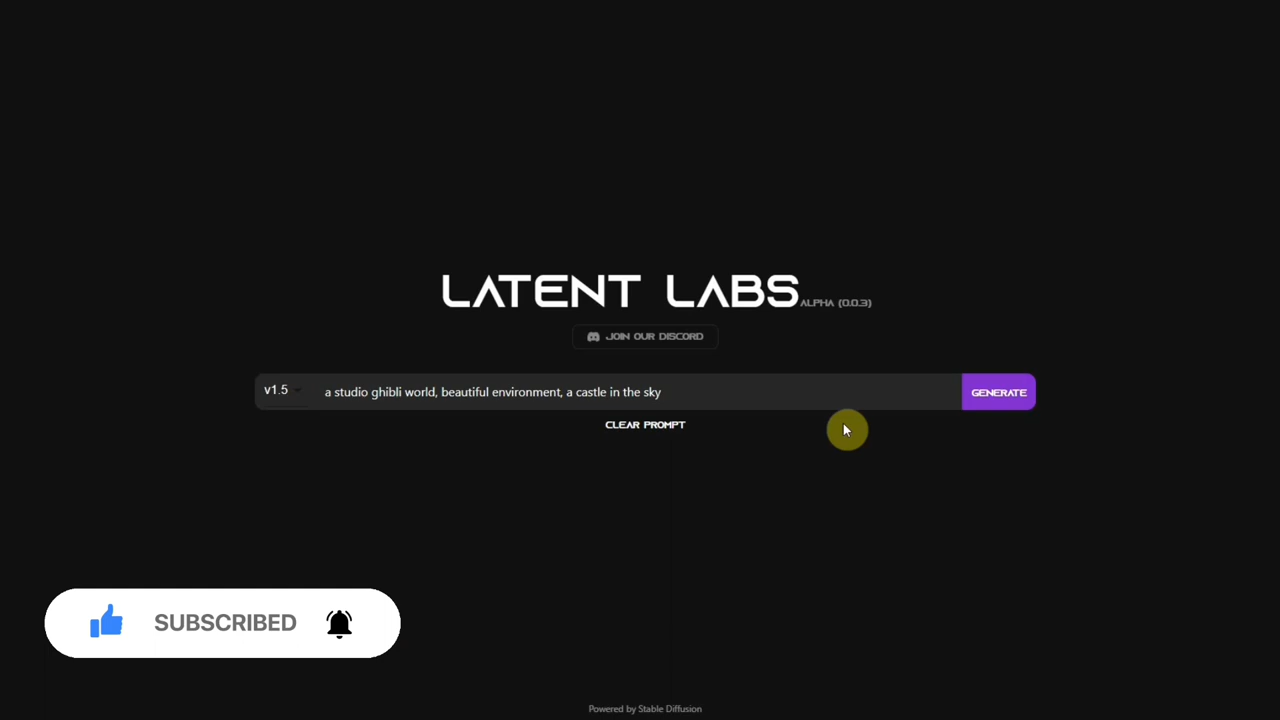 LATENT LABS ALPHA (0.0.3)
JOIN OUR DISCORD
v1.5 a studio ghibli world, beautiful environment, a castle in the sky GENERATE
CLEAR PROMPT
SUBSCRIBED
Powered by Stable Diffusion